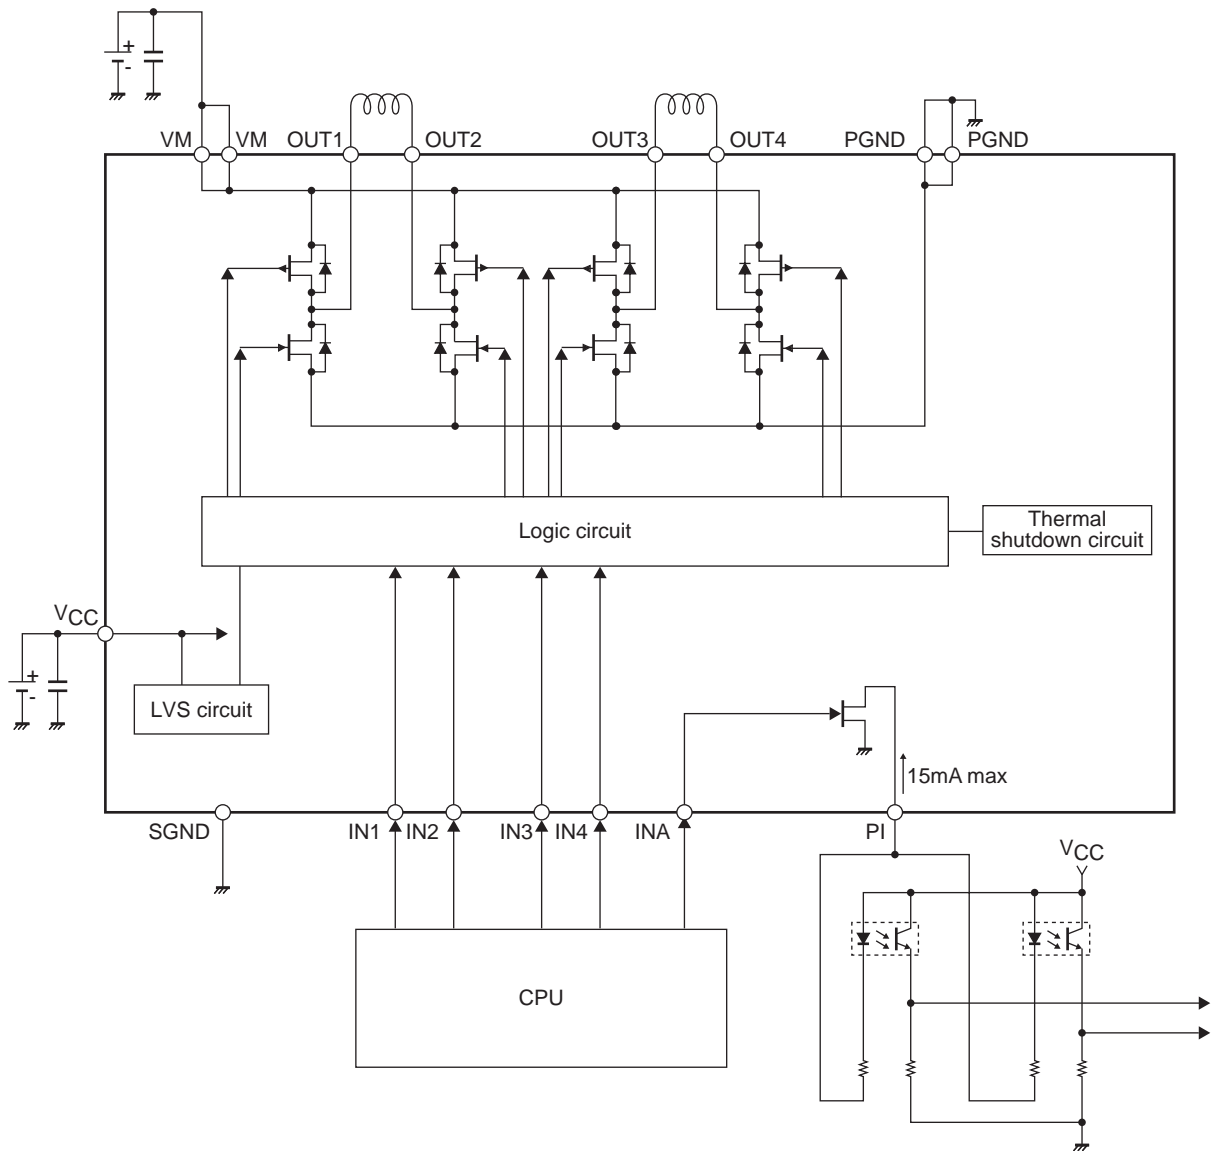 +
-
VM
VM
OUT1
OUT2
OUT3
OUT4
PGND
PGND
Logic circuit
Thermal
shutdown circuit
VCC
+
-
LVS circuit
15mA max
SGND
IN1
IN2
IN3
IN4
INA
PI
VCC
CPU